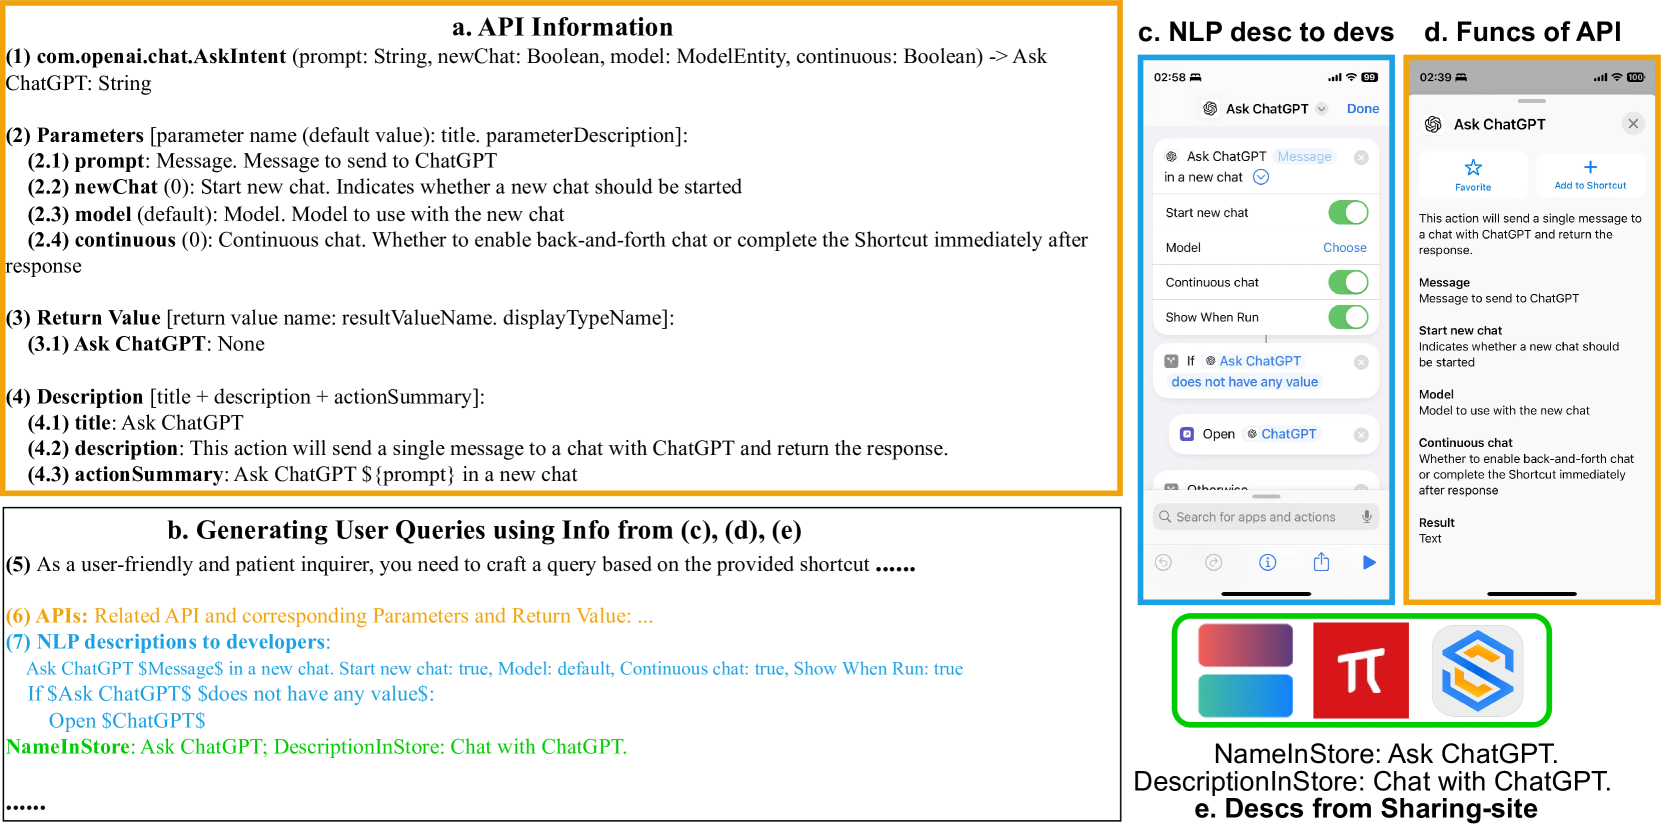 a. API Information
(1) com.openai.chat.AskIntent (prompt: String, newChat: Boolean, model: ModelEntity, continuous: Boolean) -> Ask
ChatGPT: String
(2) Parameters [parameter name (default value): title. parameterDescription]:
(2.1) prompt: Message. Message to send to ChatGPT
(2.2) newChat (0): Start new chat. Indicates whether a new chat should be started
(2.3) model (default): Model. Model to use with the new chat
(2.4) continuous (0): Continuous chat. Whether to enable back-and-forth chat or complete the Shortcut immediately after
response
(3) Return Value [return value name: resultValueName. displayTypeName]:
(3.1) Ask ChatGPT: None
(4) Description [title + description + actionSummary]:
(4.1) title: Ask ChatGPT
(4.2) description: This action will send a single message to a chat with ChatGPT and return the response.
(4.3) actionSummary: Ask ChatGPT ${prompt} in a new chat
b. Generating User Queries using Info from (c), (d), (e)
(5) As a user-friendly and patient inquirer, you need to craft a query based on the provided shortcut ......
(6) APIs: Related API and corresponding Parameters and Return Value: ...
(7) NLP descriptions to developers:
Ask ChatGPT $Message$ in a new chat. Start new chat: true, Model: default, Continuous chat: true, Show When Run: true
If $Ask ChatGPT$ $does not have any value$:
Open $ChatGPT$
NameInStore: Ask ChatGPT; DescriptionInStore: Chat with ChatGPT.
......
c. NLP desc to devs
02:58
99
Ask ChatGPT
Done
Ask ChatGPT Message
in a new chat
Start new chat
Model
Choose
Continuous chat
Show When Run
If Ask ChatGPT
does not have any value
Open ChatGPT
Otherwise
Search for apps and actions
d. Funcs of API
02:39
100
Ask ChatGPT
Favorite
Add to Shortcut
This action will send a single message to
a chat with ChatGPT and return the
response.
Message
Message to send to ChatGPT
Start new chat
Indicates whether a new chat should
be started
Model
Model to use with the new chat
Continuous chat
Whether to enable back-and-forth chat
or complete the Shortcut immediately
after response
Result
Text
NameInStore: Ask ChatGPT.
DescriptionInStore: Chat with ChatGPT.
e. Descs from Sharing-site